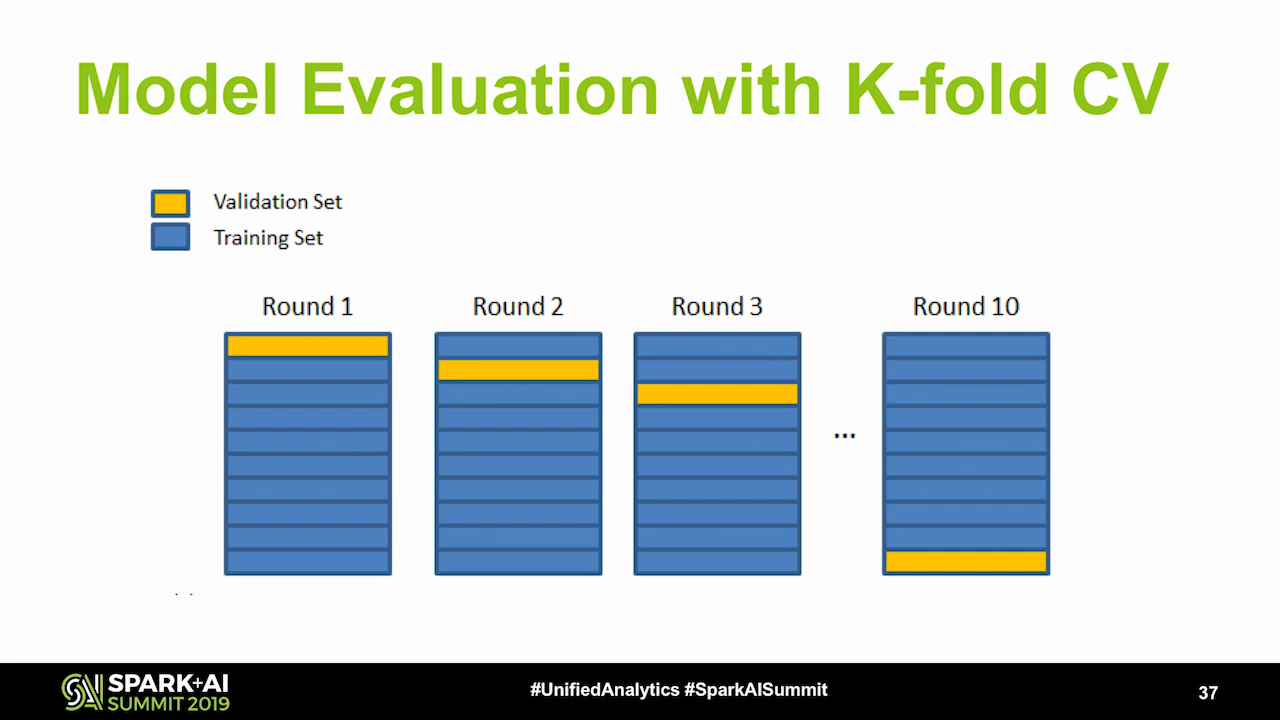 Model Evaluation with K-fold CV
Validation Set
Training Set
Round 1
Round 2
Round 3
Round 10
...
SPARK+AI
SUMMIT 2019
#UnifiedAnalytics #SparkAISummit
37